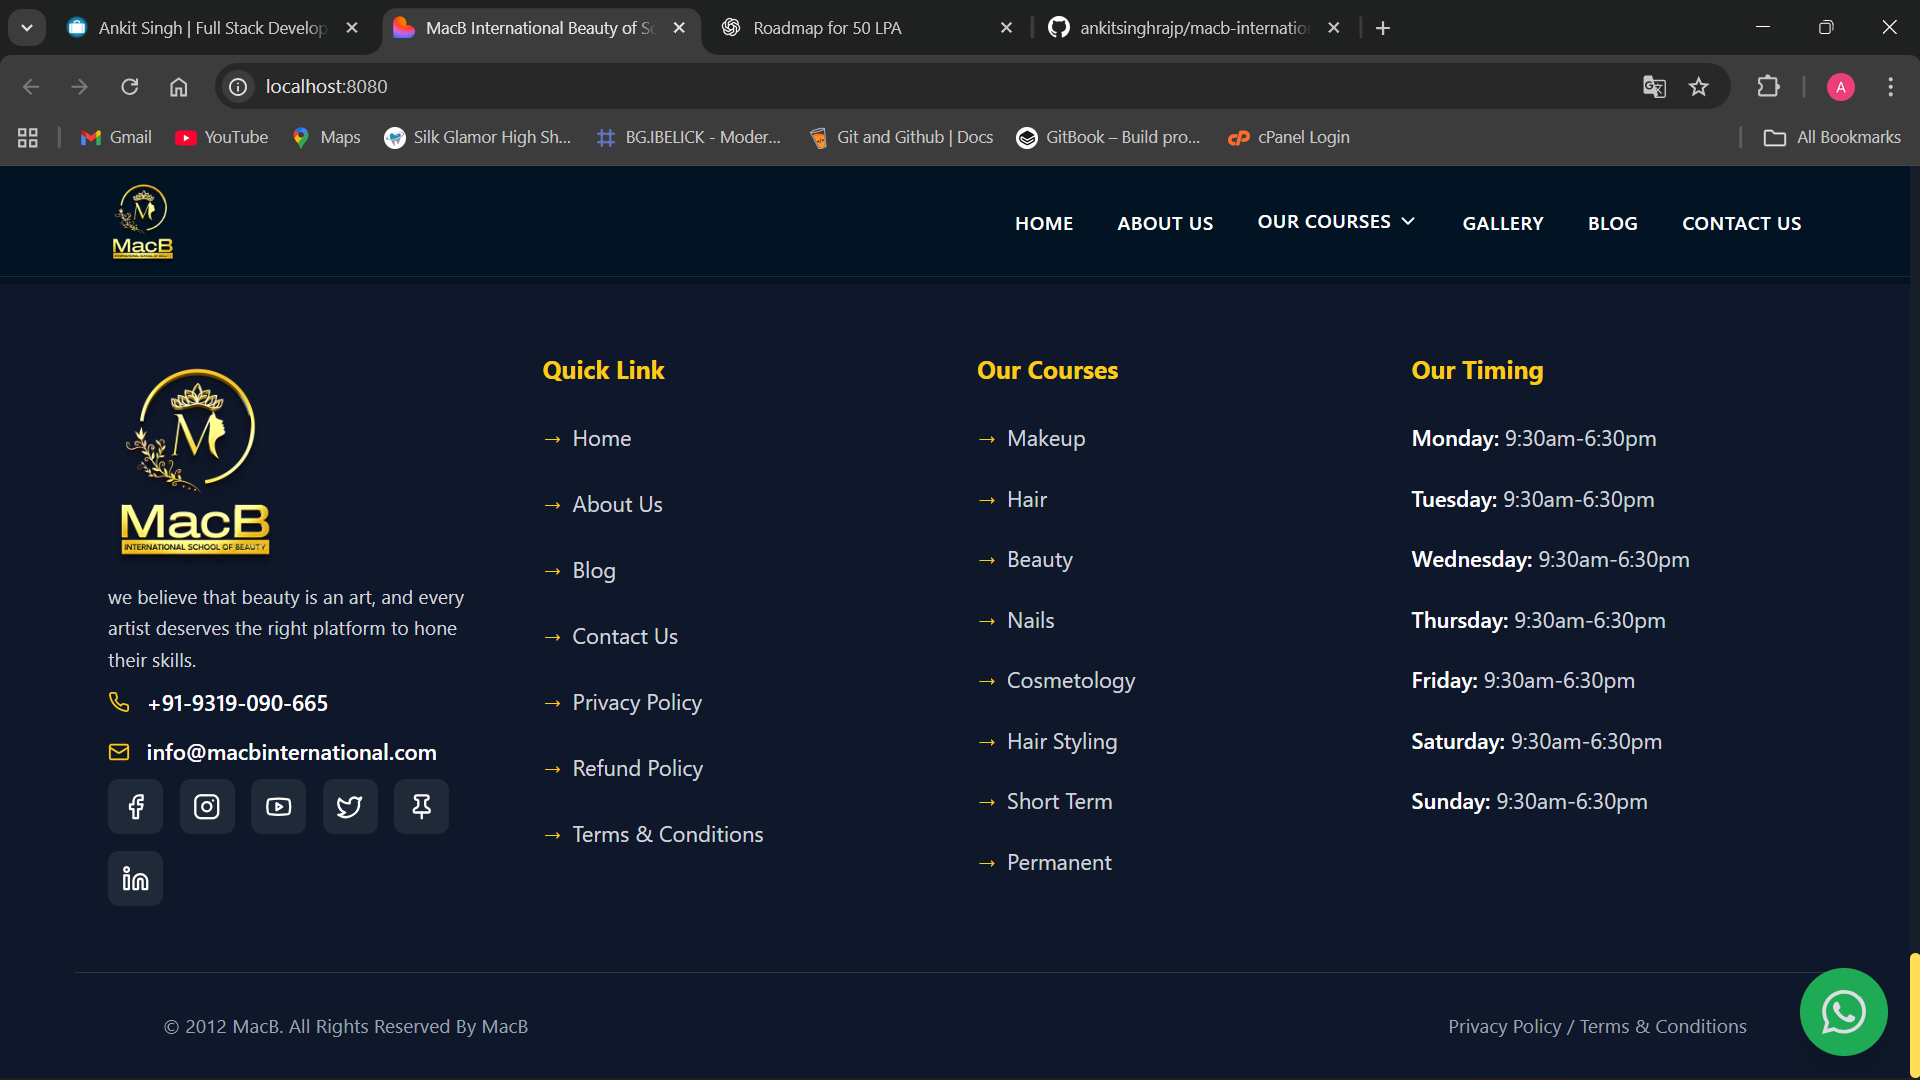 Ankit Singh | Full Stack Develop
MacB International Beauty of Sc
Roadmap for 50 LPA
ankitsinghrajp/macb-internatio
localhost:8080
A
Gmail
YouTube
Maps
Silk Glamor High Sh...
BG.IBELICK - Moder...
Git and Github | Docs
GitBook – Build pro...
cPanel Login
All Bookmarks
M
MacB
HOME
ABOUT US
OUR COURSES
GALLERY
BLOG
CONTACT US
M
MacB
INTERNATIONAL SCHOOL OF BEAUTY
we believe that beauty is an art, and every
artist deserves the right platform to hone
their skills.
+91-9319-090-665
info@macbinternational.com
Quick Link
→ Home
→ About Us
→ Blog
→ Contact Us
→ Privacy Policy
→ Refund Policy
→ Terms & Conditions
Our Courses
→ Makeup
→ Hair
→ Beauty
→ Nails
→ Cosmetology
→ Hair Styling
→ Short Term
→ Permanent
Our Timing
Monday: 9:30am-6:30pm
Tuesday: 9:30am-6:30pm
Wednesday: 9:30am-6:30pm
Thursday: 9:30am-6:30pm
Friday: 9:30am-6:30pm
Saturday: 9:30am-6:30pm
Sunday: 9:30am-6:30pm
© 2012 MacB. All Rights Reserved By MacB
Privacy Policy / Terms & Conditions